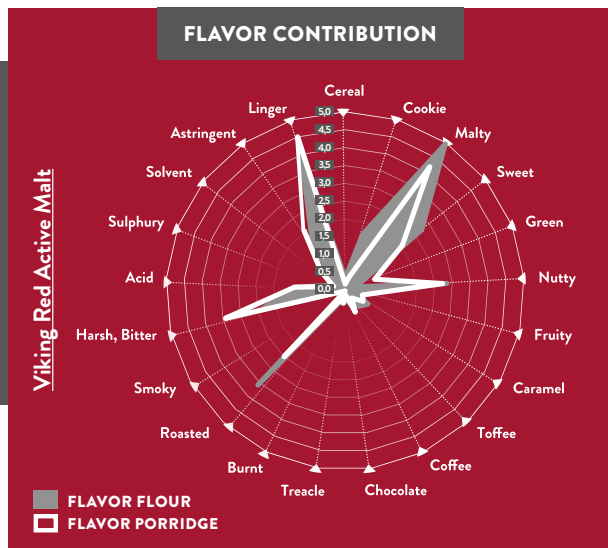 FLAVOR CONTRIBUTION
Viking Red Active Malt
Cereal
Cookie
Malty
Sweet
Green
Nutty
Fruity
Caramel
Toffee
Coffee
Chocolate
Treacle
Burnt
Roasted
Smoky
Harsh, Bitter
Acid
Sulphury
Solvent
Astringent
Linger
5,0
4,5
4,0
3,5
3,0
2,5
2,0
1,5
1,0
0,5
0,0
FLAVOR FLOUR
FLAVOR PORRIDGE